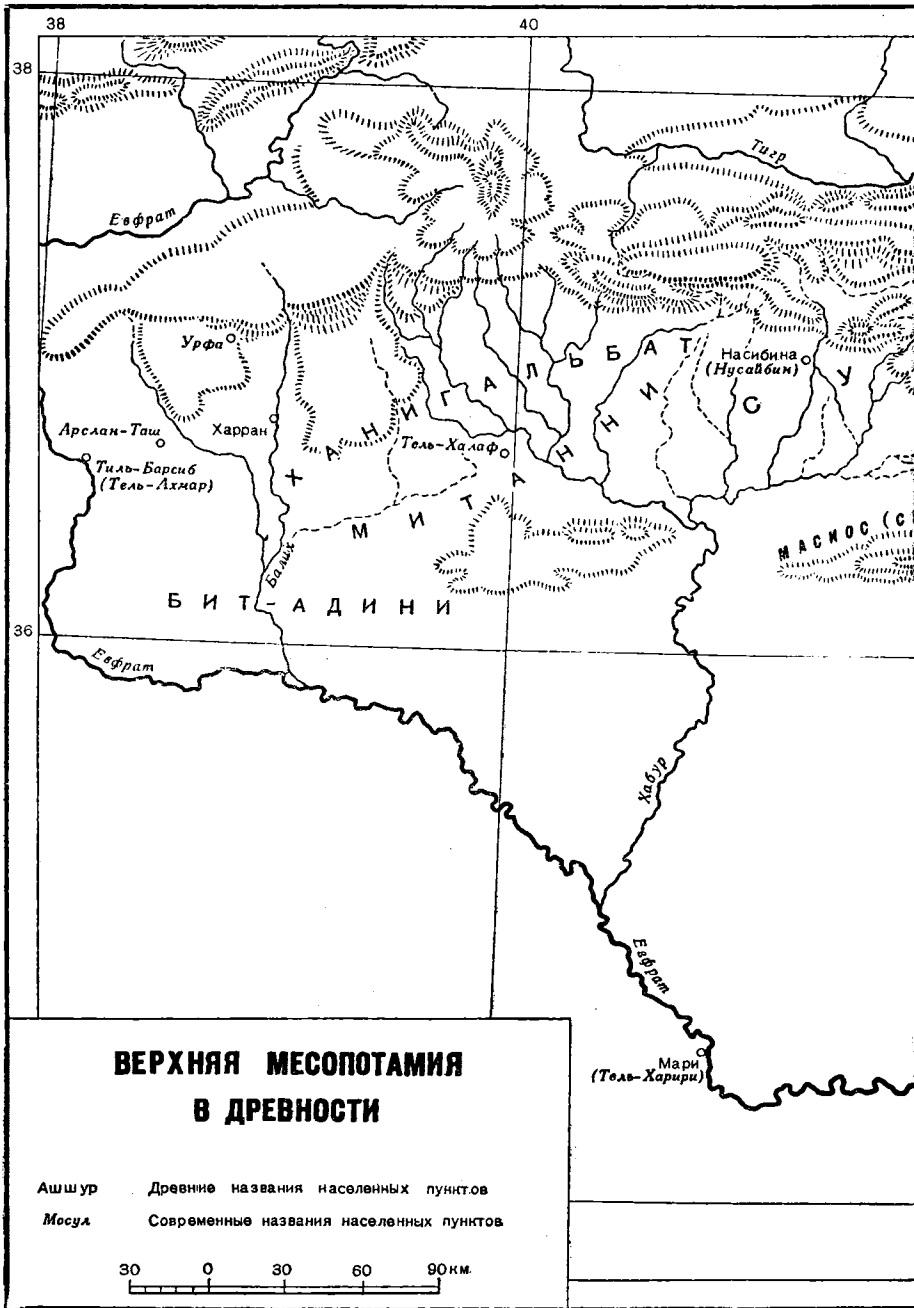 38
40
38
Тигр
Евфрат
Урфа
Насибина
(Нусайбин)
ХАНИГАЛЬБАТ
СУ
Арслан-Таш
Харран
Тель-Халаф
Тиль-Барсиб
(Тель-Ахмар)
МИТАННИ
МАСИОС (С
Балих
БИТ-АДИНИ
36
Евфрат
Хабур
Евфрат
Мари
(Тель-Харири)
ВЕРХНЯЯ МЕСОПОТАМИЯ
В ДРЕВНОСТИ
Ашшур Древние названия населенных пунктов
Мосул Современные названия населенных пунктов
30 0 30 60 90 км.